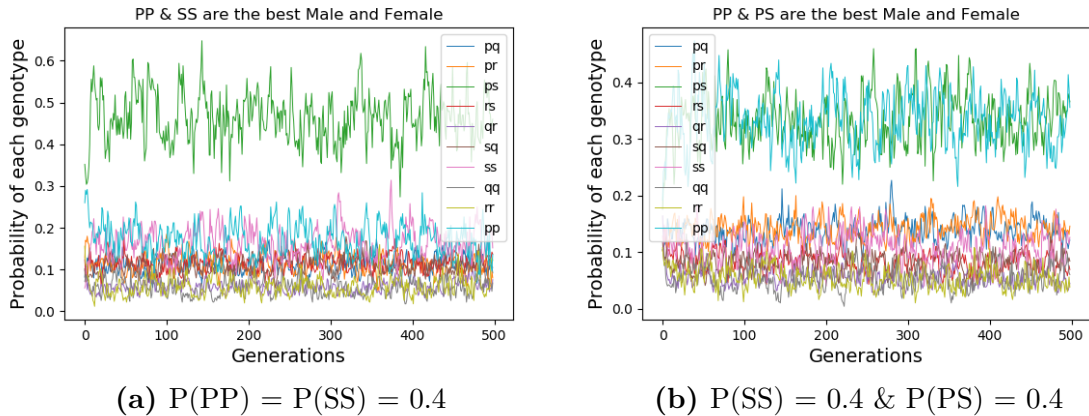 PP & SS are the best Male and Female
Probability of each genotype
0.6
0.5
0.4
0.3
0.2
0.1
0.0
pq
pr
ps
rs
qr
sq
ss
qq
rr
pp
0 100 200 300 400 500
Generations
(a) P(PP) = P(SS) = 0.4
PP & PS are the best Male and Female
Probability of each genotype
0.4
0.3
0.2
0.1
0.0
pq
pr
ps
rs
qr
sq
ss
qq
rr
pp
0 100 200 300 400 500
Generations
(b) P(SS) = 0.4 & P(PS) = 0.4